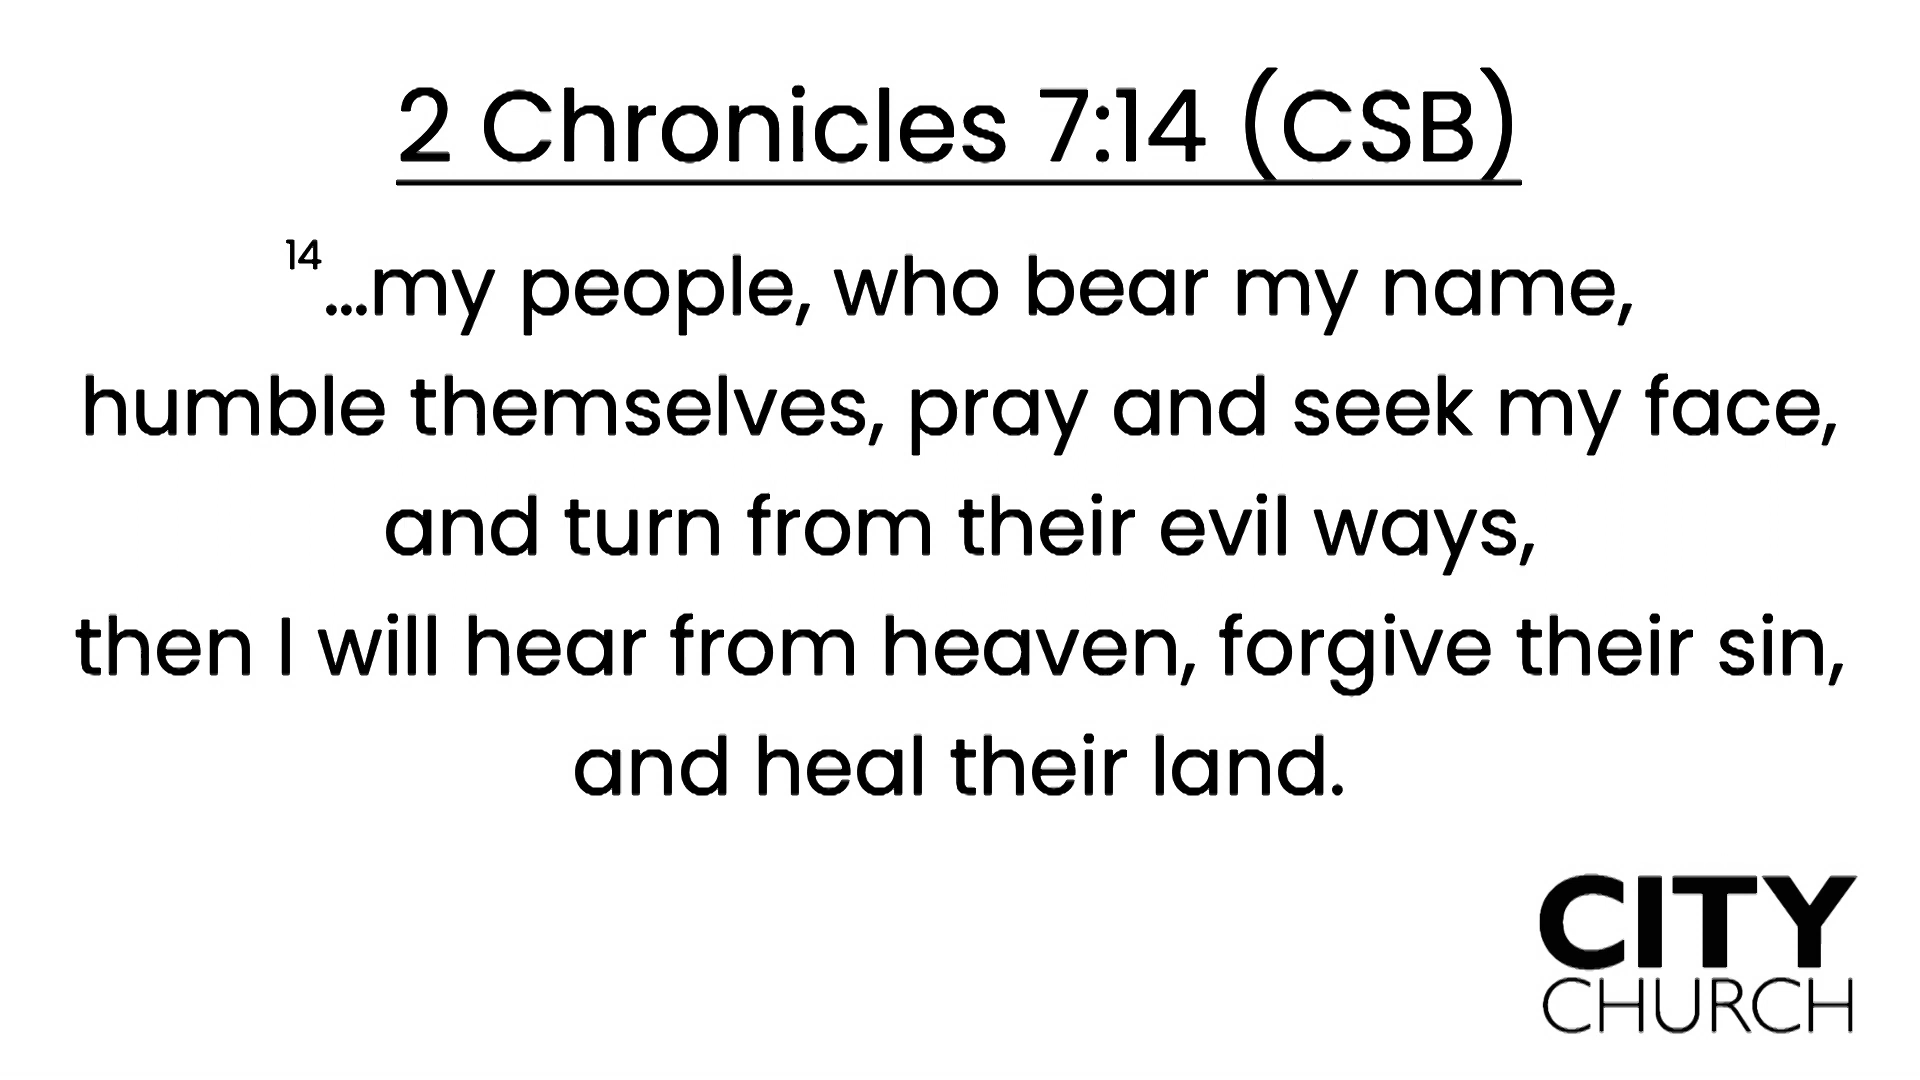 2 Chronicles 7:14 (CSB)
14...my people, who bear my name,
humble themselves, pray and seek my face,
and turn from their evil ways,
then I will hear from heaven, forgive their sin,
and heal their land.
CITY
CHURCH